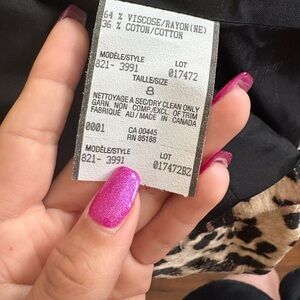 64 % VISCOSE/RAYON(NE)
36 % COTON/COTTON
MODÈLE/STYLE LOT
821- 3991 017472
TAILLE/SIZE
8
NETTOYAGE A SEC/DRY CLEAN ONLY
GARN. NON COMP./EXCL. OF TRIM
FABRIQUÉ AU/MADE IN CANADA
0001 CA 00445
RN 85188
MODÈLE/STYLE LOT
821- 3991 017472BZ